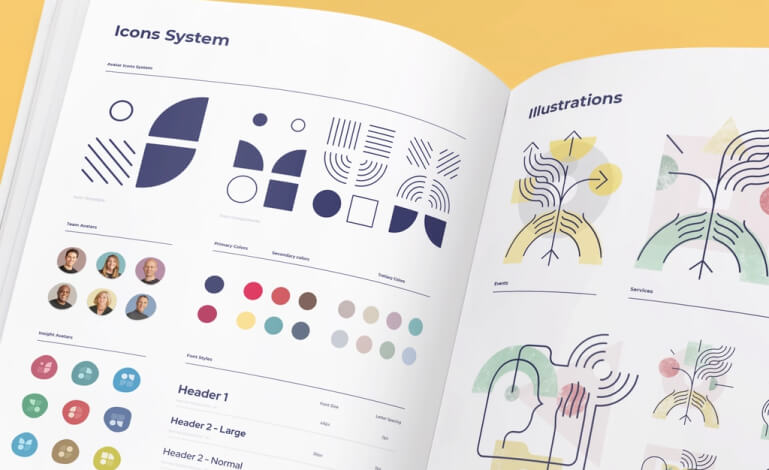 Icons System
Avatar Icons System
Team Avatars
Primary Colors
Secondary colors
Tertiary Colors
Insight Avatars
Font Styles
Font Size
Letter Spacing
Header 1
Header 2 - Large
Header 2 - Normal
Illustrations
Events
Services